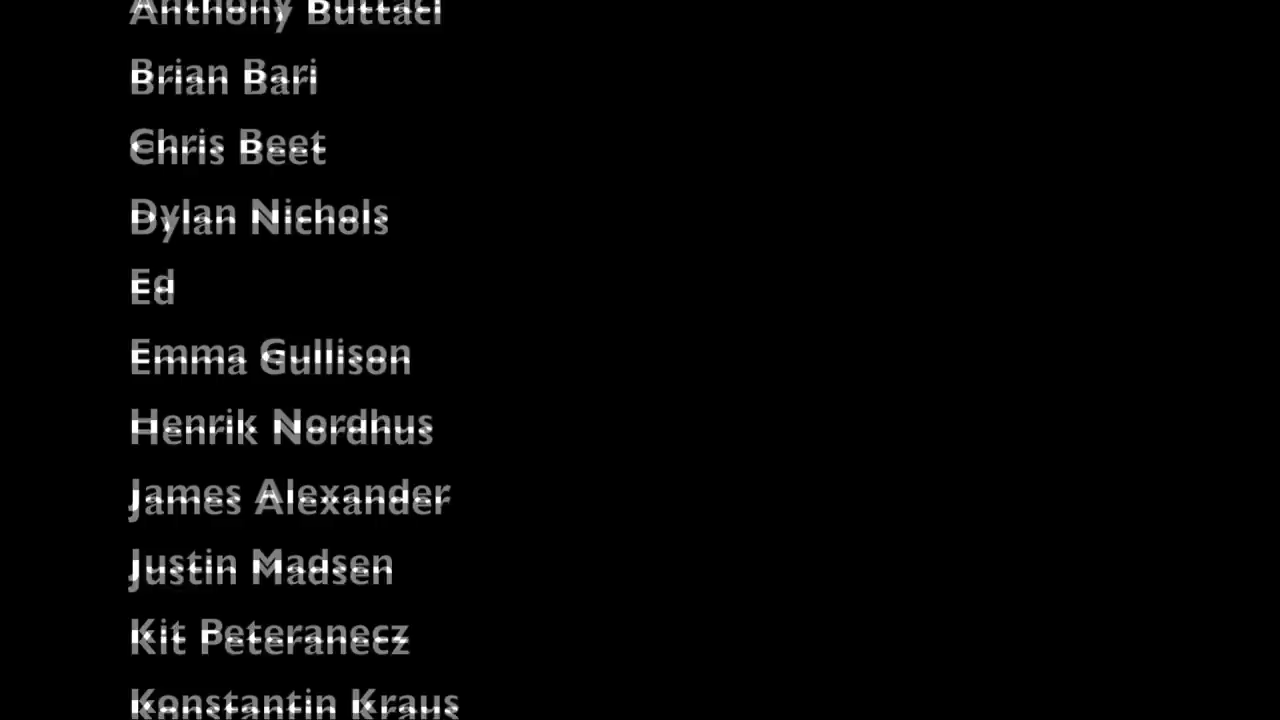 Anthony Buttaci
Brian Bari
Chris Beet
Dylan Nichols
Ed
Emma Gullison
Henrik Nordhus
James Alexander
Justin Madsen
Kit Peteranecz
Konstantin Kraus